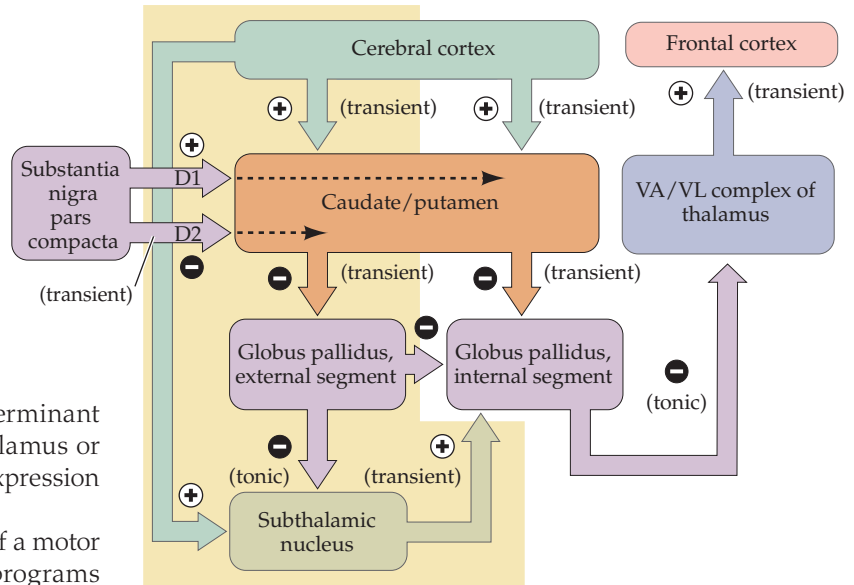 Cerebral cortex
Frontal cortex
+
(transient)
+
(transient)
+
(transient)
Substantia
nigra
pars
compacta
+
D1
D2
−
(transient)
Caudate/putamen
VA/VL complex of
thalamus
−
(transient)
−
(transient)
Globus pallidus,
external segment
−
Globus pallidus,
internal segment
−
(tonic)
−
(tonic)
+
(transient)
+
Subthalamic
nucleus
erminant
alamus or
xpression
f a motor
programs